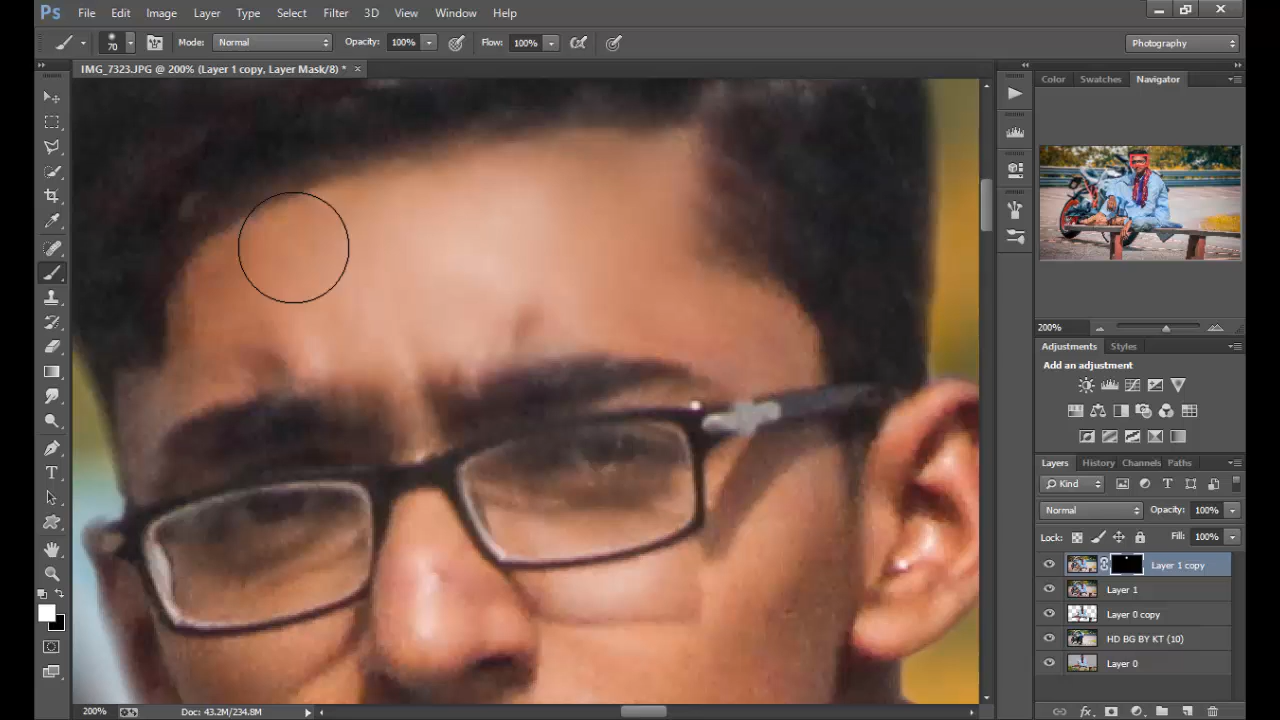 Ps File Edit Image Layer Type Select Filter 3D View Window Help
70 Mode: Normal Opacity: 100% Flow: 100% Photography
IMG_7323.JPG @ 200% (Layer 1 copy, Layer Mask/8) * ×
Color Swatches Navigator
200%
Adjustments Styles
Add an adjustment
Layers History Channels Paths
Kind
Normal Opacity: 100%
Lock: Fill: 100%
Layer 1 copy
Layer 1
Layer 0 copy
HD BG BY KT (10)
Layer 0
200% Doc: 43.2M/234.8M